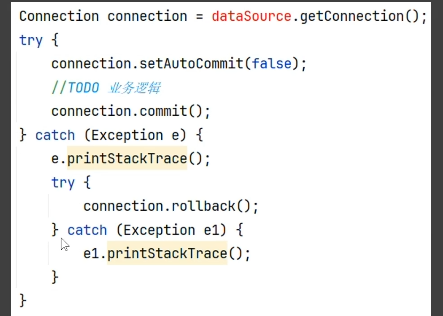 Connection connection = dataSource.getConnection();
try {
    connection.setAutoCommit(false);
    //TODO 业务逻辑
    connection.commit();
} catch (Exception e) {
    e.printStackTrace();
    try {
        connection.rollback();
    } catch (Exception e1) {
        e1.printStackTrace();
    }
}